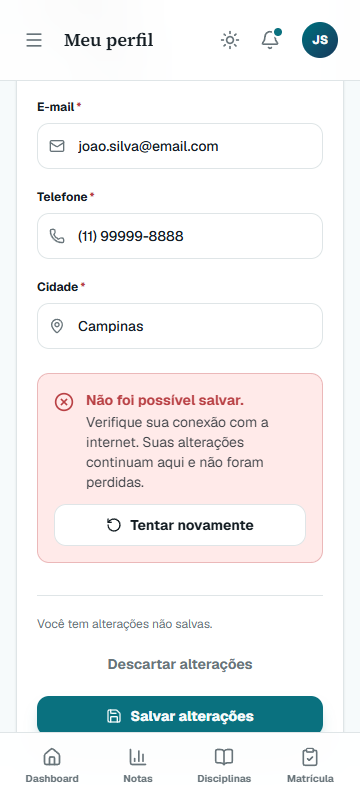 Meu perfil
JS
E-mail *
joao.silva@email.com
Telefone *
(11) 99999-8888
Cidade *
Campinas
Não foi possível salvar.
Verifique sua conexão com a
internet. Suas alterações
continuam aqui e não foram
perdidas.
Tentar novamente
Você tem alterações não salvas.
Descartar alterações
Salvar alterações
Dashboard
Notas
Disciplinas
Matrícula